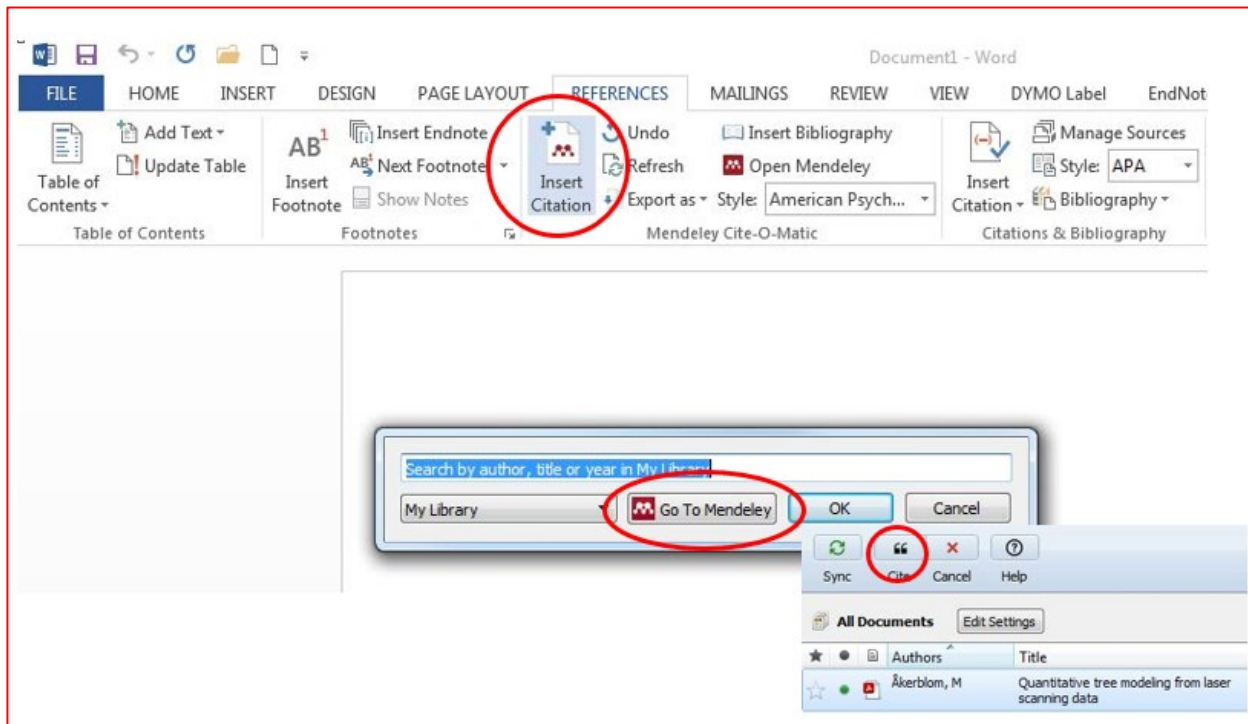 Document1 - Word
FILE HOME INSERT DESIGN PAGE LAYOUT REFERENCES MAILINGS REVIEW VIEW DYMO Label EndNot
Table of Contents
Add Text
Update Table
Table of Contents
AB1
Insert Footnote
Insert Endnote
Next Footnote
Show Notes
Footnotes
Insert Citation
Undo
Refresh
Export as
Insert Bibliography
Open Mendeley
Style: American Psych...
Mendeley Cite-O-Matic
Insert Citation
Manage Sources
Style: APA
Bibliography
Citations & Bibliography
Search by author, title or year in My Library
My Library Go To Mendeley OK Cancel
Sync Cite Cancel Help
All Documents Edit Settings
Authors Title
Åkerblom, M Quantitative tree modeling from laser
scanning data